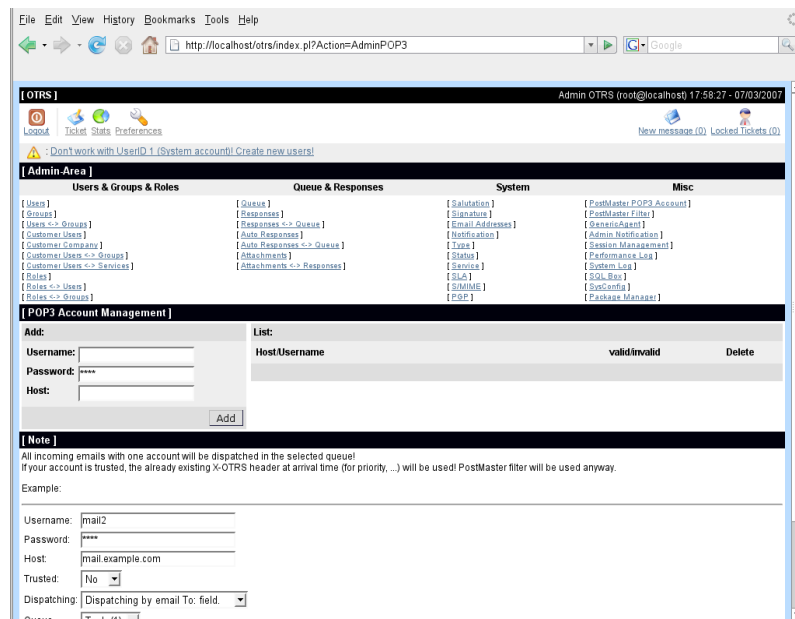 File Edit View History Bookmarks Tools Help
http://localhost/otrs/index.pl?Action=AdminPOP3
G Google
[ OTRS ] Admin OTRS (root@localhost) 17:58:27 - 07/03/2007
Logout Ticket Stats Preferences New message (0) Locked Tickets (0)
: Don't work with UserID 1 (System account)! Create new users!
[ Admin-Area ]
Users & Groups & Roles Queue & Responses System Misc
[ Users ] [ Queue ] [ Salutation ] [ PostMaster POP3 Account ]
[ Groups ] [ Responses ] [ Signature ] [ PostMaster Filter ]
[ Users <-> Groups ] [ Responses <-> Queue ] [ Email Addresses ] [ GenericAgent ]
[ Customer Users ] [ Auto Responses ] [ Notification ] [ Admin Notification ]
[ Customer Company ] [ Auto Responses <-> Queue ] [ Type ] [ Session Management ]
[ Customer Users <-> Groups ] [ Attachments ] [ Status ] [ Performance Log ]
[ Customer Users <-> Services ] [ Attachments <-> Responses ] [ Service ] [ System Log ]
[ Roles ] [ SLA ] [ SQL Box ]
[ Roles <-> Users ] [ S/MIME ] [ SysConfig ]
[ Roles <-> Groups ] [ PGP ] [ Package Manager ]
[ POP3 Account Management ]
Add: List:
Username: Host/Username valid/invalid Delete
Password: ****
Host:
Add
[ Note ]
All incoming emails with one account will be dispatched in the selected queue!
If your account is trusted, the already existing X-OTRS header at arrival time (for priority, ...) will be used! PostMaster filter will be used anyway.
Example:
Username: mail2
Password: ****
Host: mail.example.com
Trusted: No
Dispatching: Dispatching by email To: field.